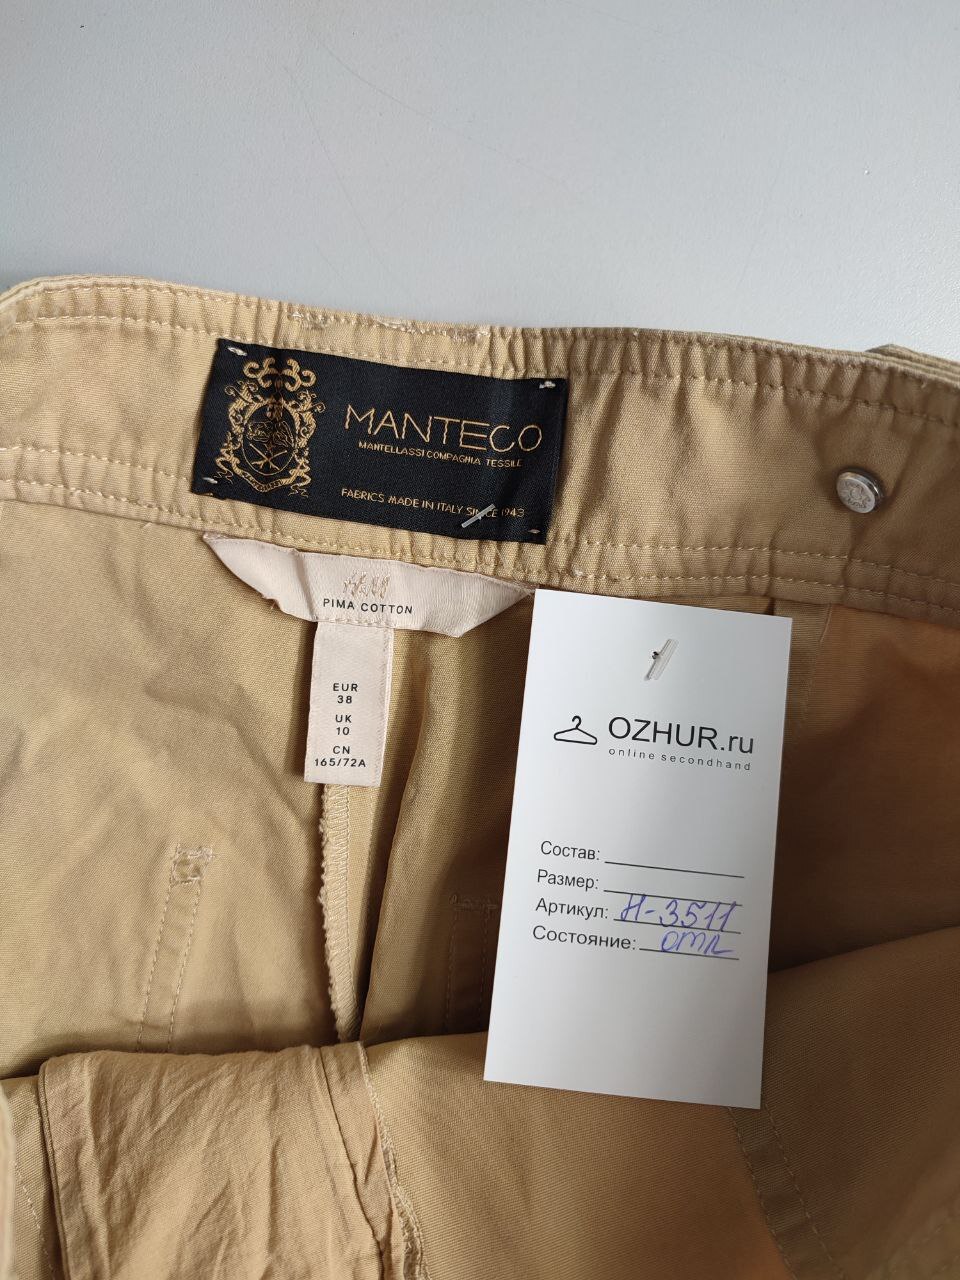 MANTECO
MANTELLASSI COMPAGNIA TESSILE
FABRICS MADE IN ITALY SINCE 1943
H&M
PIMA COTTON
EUR
38
UK
10
CN
165/72A
OZHUR.ru
online secondhand
Состав:
Размер:
Артикул: Н-3511
Состояние: отл